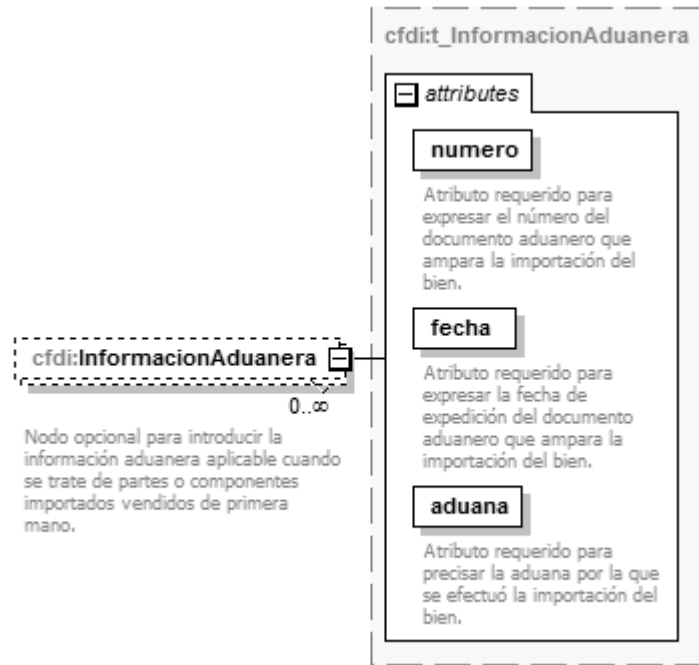 cfdi:t_InformacionAduanera
attributes
numero
Atributo requerido para
expresar el número del
documento aduanero que
ampara la importación del
bien.
fecha
Atributo requerido para
expresar la fecha de
expedición del documento
aduanero que ampara la
importación del bien.
aduana
Atributo requerido para
precisar la aduana por la que
se efectuó la importación del
bien.
cfdi:InformacionAduanera
0..∞
Nodo opcional para introducir la
información aduanera aplicable cuando
se trate de partes o componentes
importados vendidos de primera
mano.